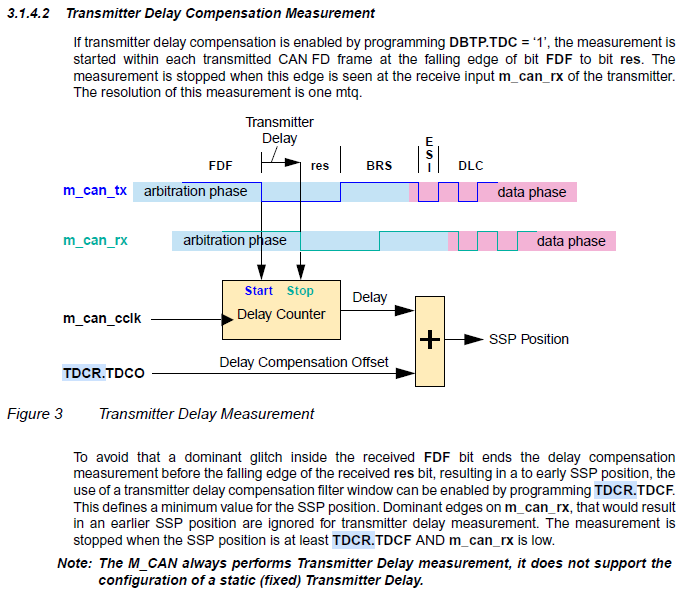 3.1.4.2 Transmitter Delay Compensation Measurement
If transmitter delay compensation is enabled by programming DBTP.TDC = ‘1’, the measurement is
started within each transmitted CAN FD frame at the falling edge of bit FDF to bit res. The
measurement is stopped when this edge is seen at the receive input m_can_rx of the transmitter.
The resolution of this measurement is one mtq.
Transmitter
Delay
FDF
res
BRS
E
S
I
DLC
m_can_tx
arbitration phase
data phase
m_can_rx
arbitration phase
data phase
Start
Stop
m_can_cclk
Delay Counter
Delay
+
SSP Position
TDCR.TDCO
Delay Compensation Offset
Figure 3 Transmitter Delay Measurement
To avoid that a dominant glitch inside the received FDF bit ends the delay compensation
measurement before the falling edge of the received res bit, resulting in a to early SSP position, the
use of a transmitter delay compensation filter window can be enabled by programming TDCR.TDCF.
This defines a minimum value for the SSP position. Dominant edges on m_can_rx, that would result
in an earlier SSP position are ignored for transmitter delay measurement. The measurement is
stopped when the SSP position is at least TDCR.TDCF AND m_can_rx is low.
Note: The M_CAN always performs Transmitter Delay measurement, it does not support the
configuration of a static (fixed) Transmitter Delay.